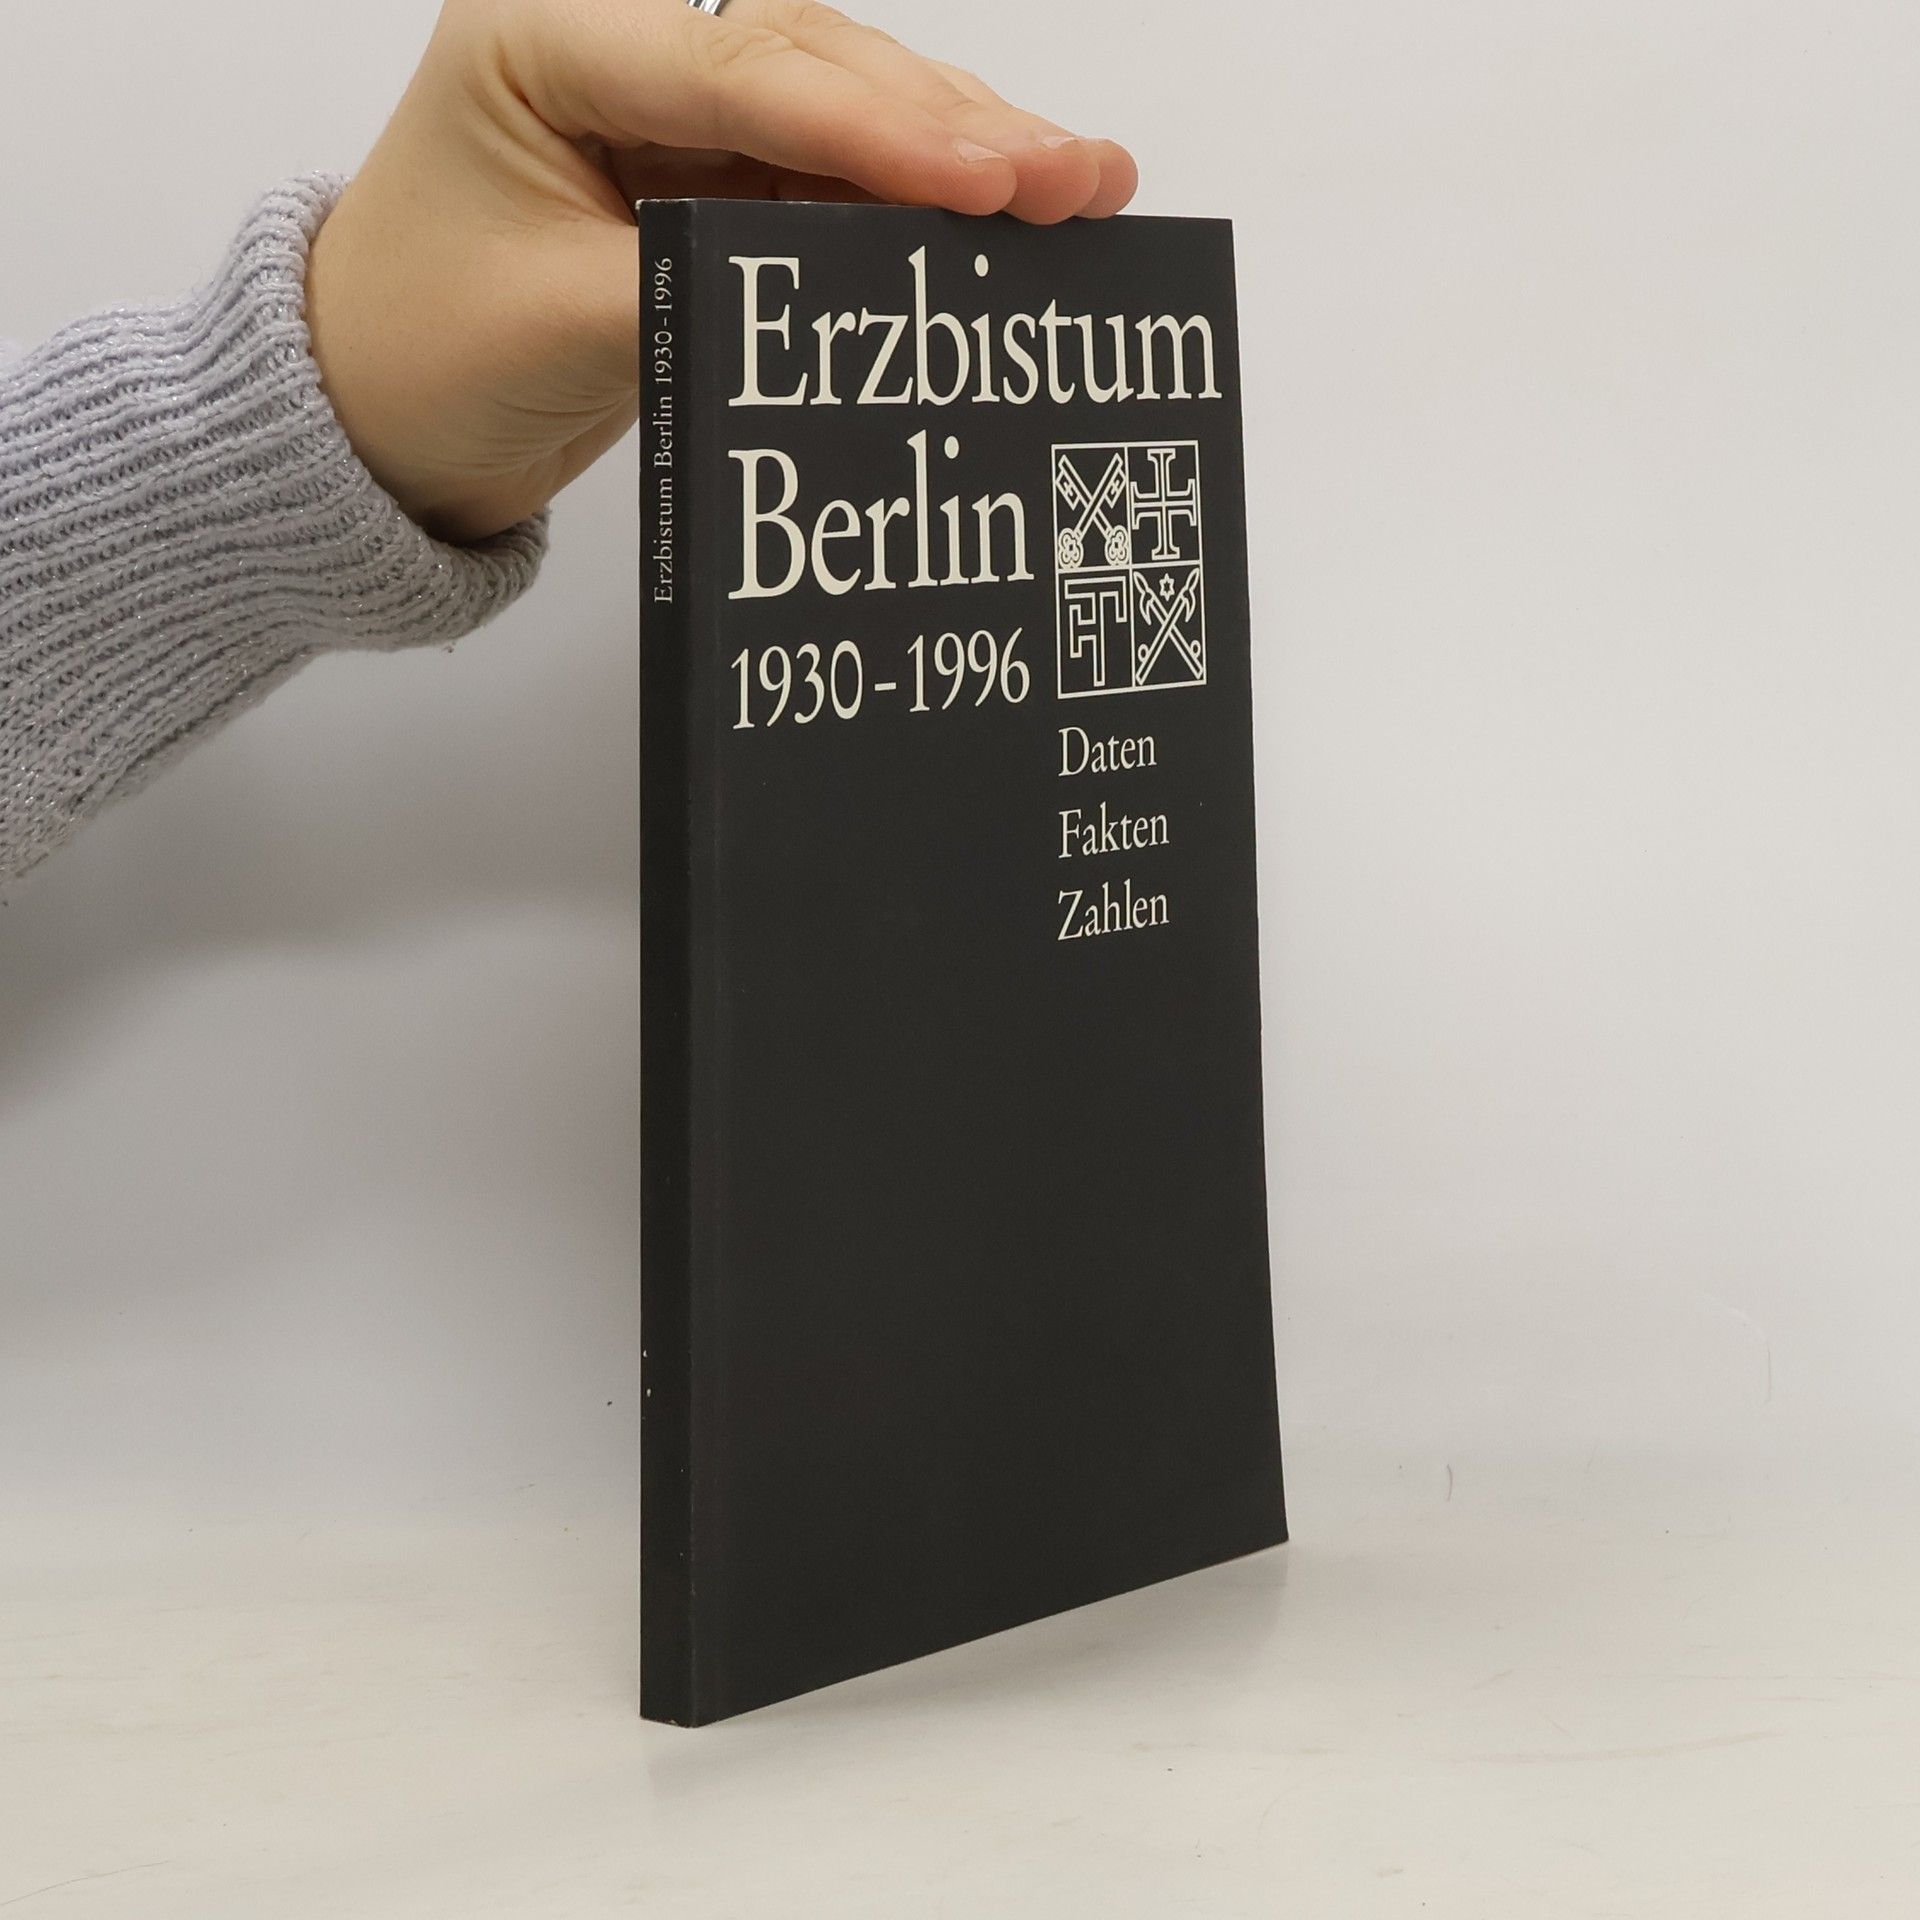 Erzbistum Berlin 1930-1996
Erzbistum
Berlin
1930-1996
Daten
Fakten
Zahlen